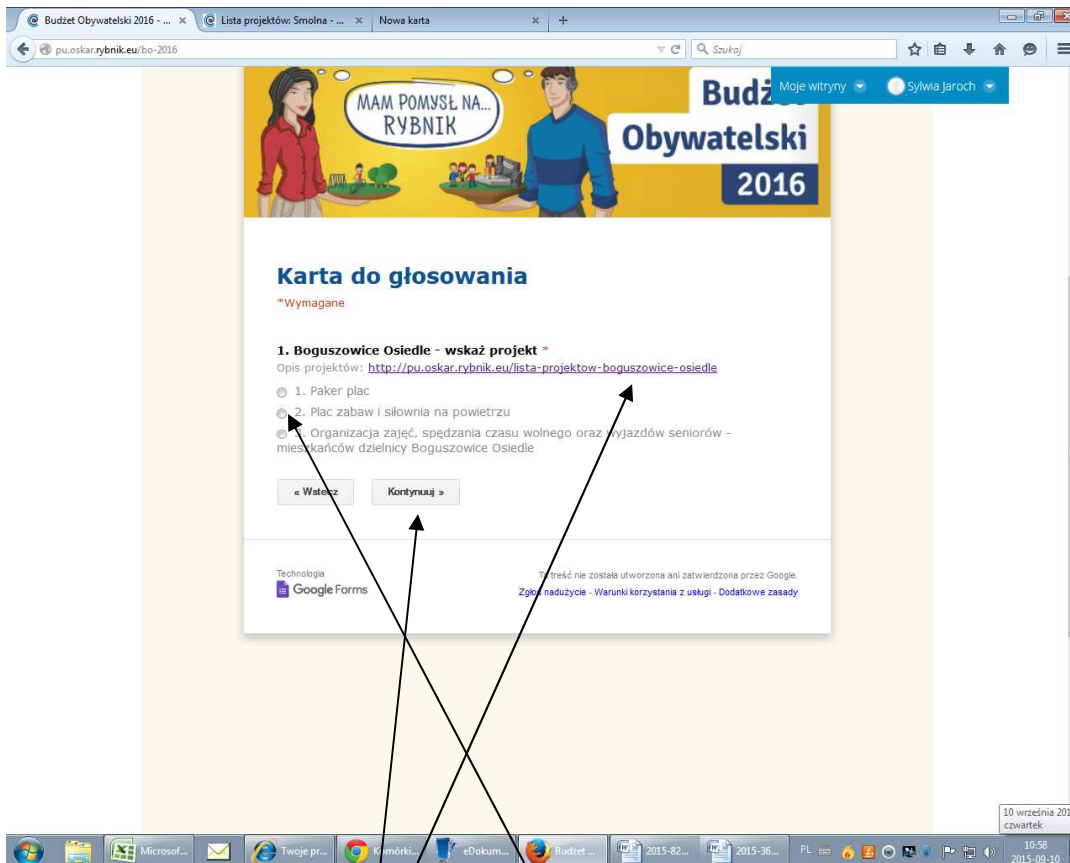 Budżet Obywatelski 2016 - ...
Lista projektów: Smolna - ...
Nowa karta
pu.oskar.rybnik.eu/bo-2016
Szukaj
Moje witryny
Sylwia Jaroch
MAM POMYSŁ NA...
RYBNIK
Obywatelski
2016
Karta do głosowania
*Wymagane
1. Boguszowice Osiedle - wskaż projekt *
Opis projektów: http://pu.oskar.rybnik.eu/lista-projektow-boguszowice-osiedle
1. Paker plac
2. Plac zabaw i siłownia na powietrzu
3. Organizacja zajęć, spędzania czasu wolnego oraz wyjazdów seniorów -
mieszkańców dzielnicy Boguszowice Osiedle
« Wstecz
Kontynuuj »
Technologia
Google Forms
Ta treść nie została utworzona ani zatwierdzona przez Google.
Zgłoś nadużycie - Warunki korzystania z usługi - Dodatkowe zasady
10 września 201
czwartek
Microsof...
Twoje pr...
Komórki...
eDokum...
Budżet ...
2015-82...
2015-36...
PL
10:58
2015-09-10